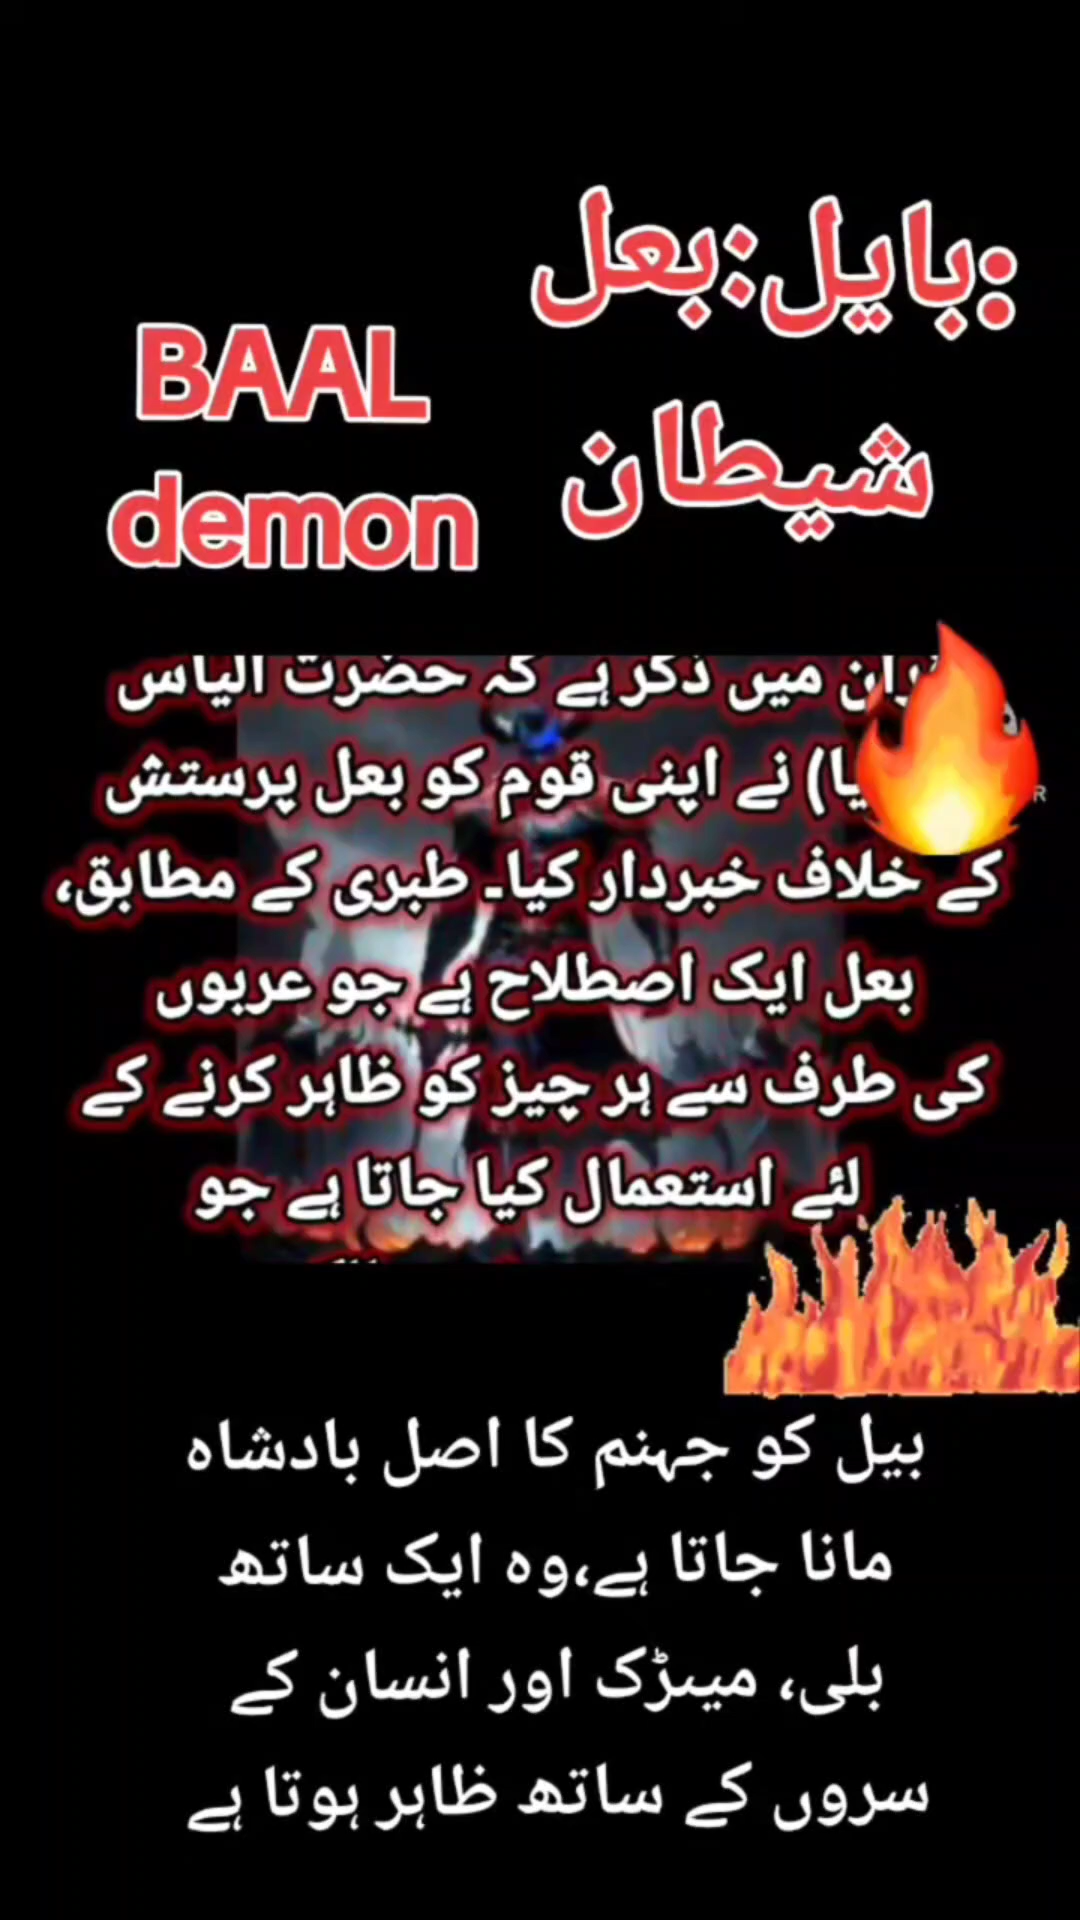 بایل:بعل:
شیطان
BAAL
demon
میں ذکر ہے کہ حضرت الیاس
نے اپنی قوم کو بعل پرستش
کے خلاف خبردار کیا۔ طبری کے مطابق،
بعل ایک اصطلاح ہے جو عربوں
کی طرف سے ہر چیز کو ظاہر کرنے کے
لئے استعمال کیا جاتا ہے جو
بیل کو جہنم کا اصل بادشاہ
مانا جاتا ہے،وہ ایک ساتھ
بلی، میںڑک اور انسان کے
سروں کے ساتھ ظاہر ہوتا ہے